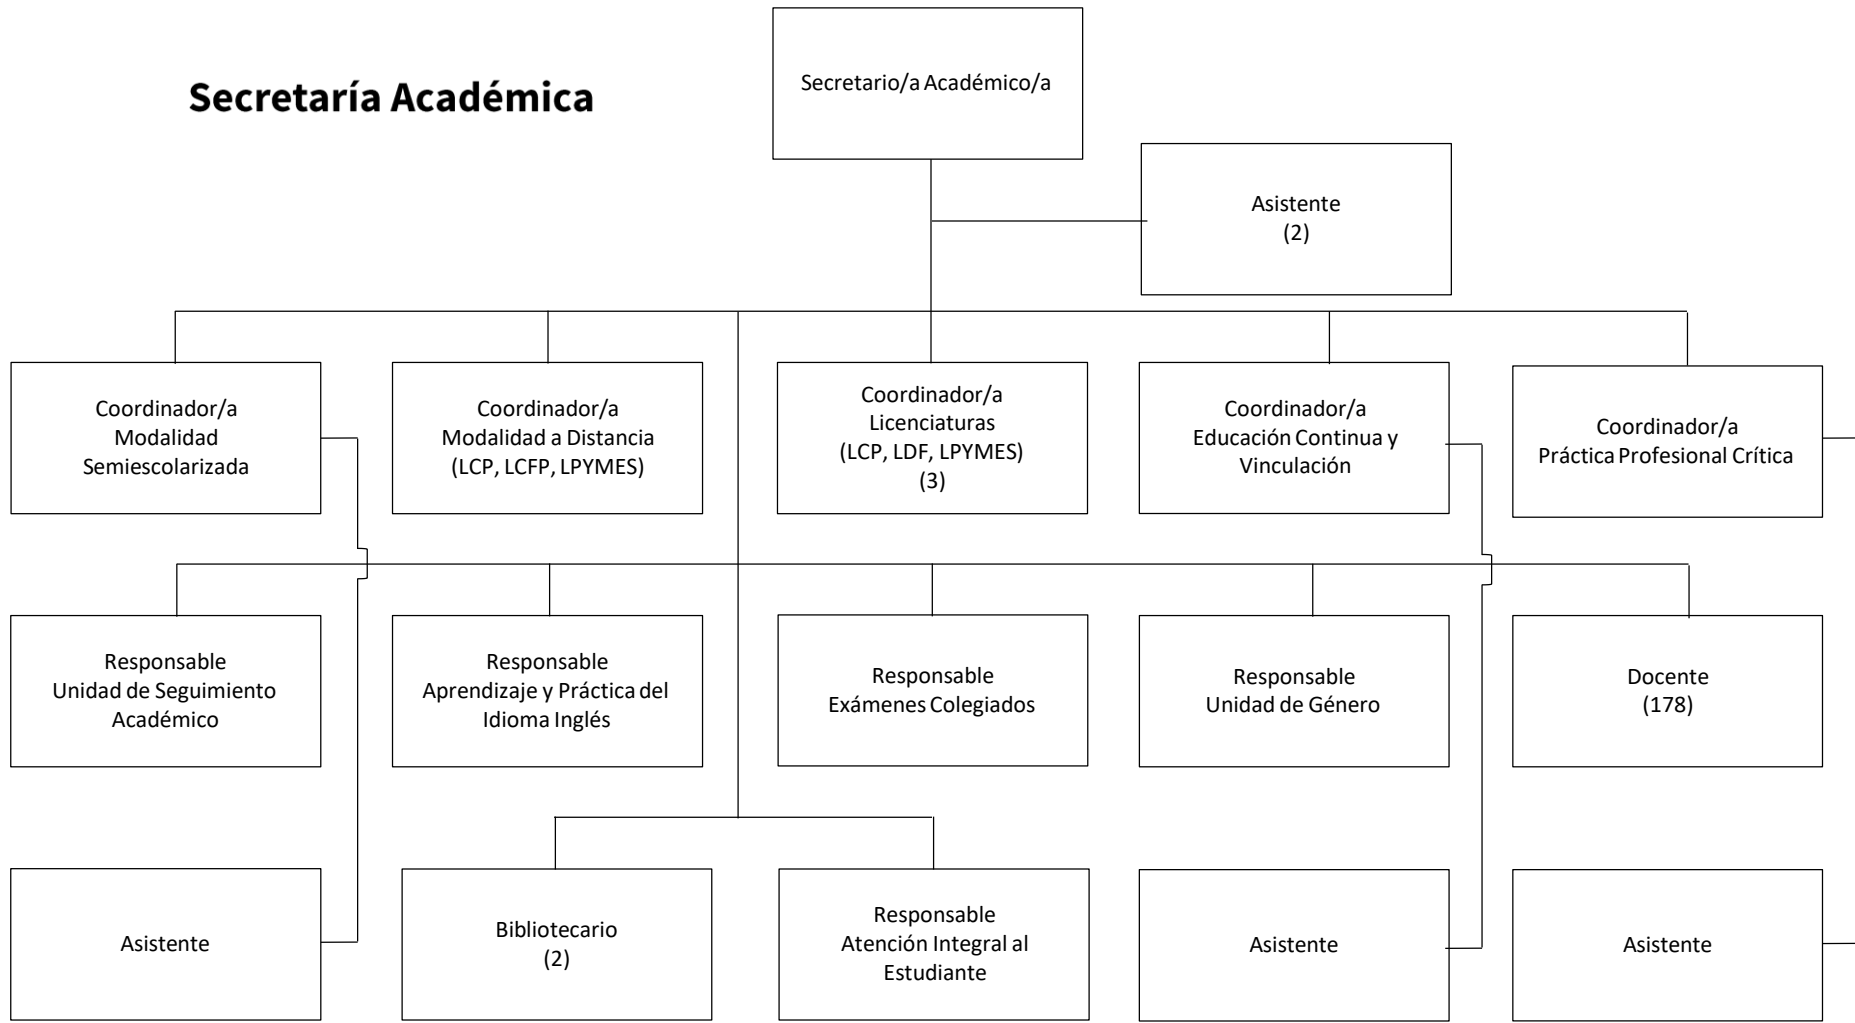 Secretaría Académica
Secretario/a Académico/a
Asistente
(2)
Coordinador/a
Modalidad
Semiescolarizada
Coordinador/a
Modalidad a Distancia
(LCP, LCFP, LPYMES)
Coordinador/a
Licenciaturas
(LCP, LDF, LPYMES)
(3)
Coordinador/a
Educación Continua y
Vinculación
Coordinador/a
Práctica Profesional Crítica
Responsable
Unidad de Seguimiento
Académico
Responsable
Aprendizaje y Práctica del
Idioma Inglés
Responsable
Exámenes Colegiados
Responsable
Unidad de Género
Docente
(178)
Asistente
Bibliotecario
(2)
Responsable
Atención Integral al
Estudiante
Asistente
Asistente